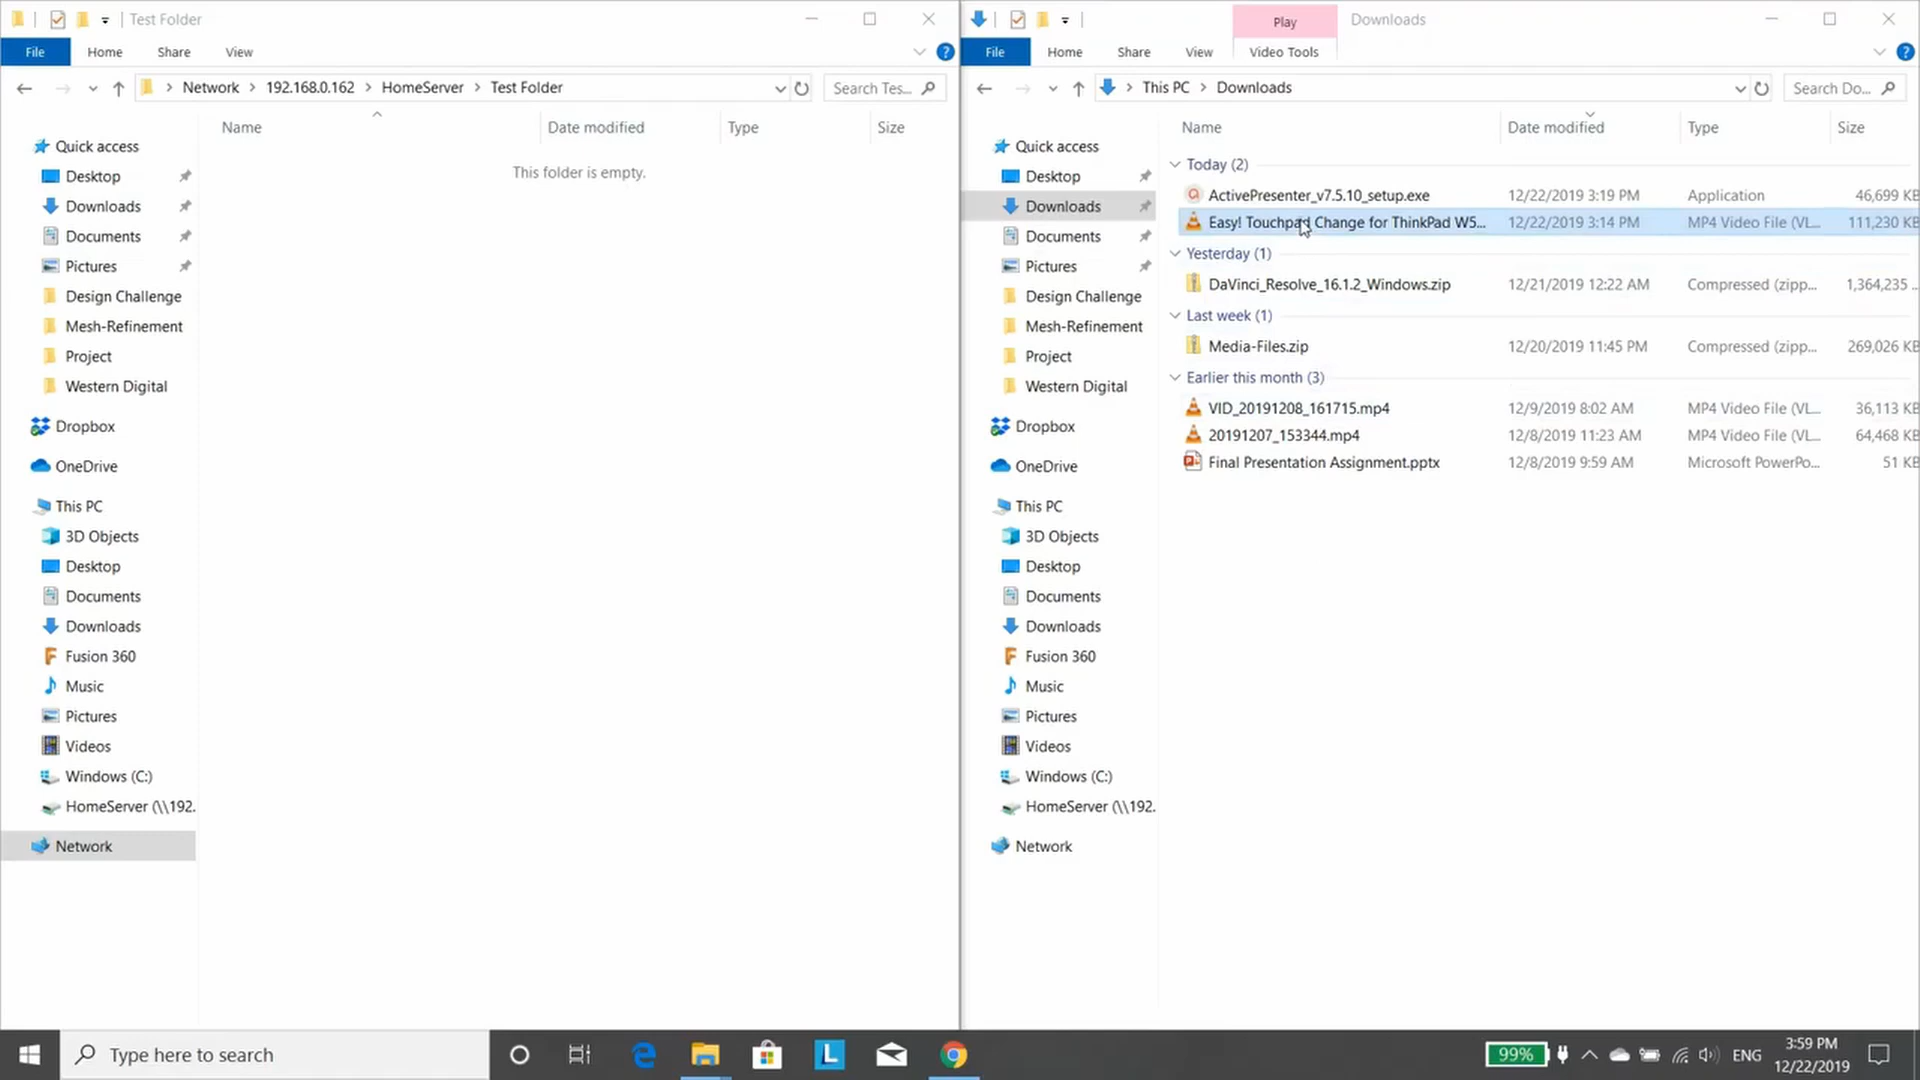 Test Folder
File Home Share View
Network > 192.168.0.162 > HomeServer > Test Folder
Search Tes...
Name Date modified Type Size
This folder is empty.
Quick access
Desktop
Downloads
Documents
Pictures
Design Challenge
Mesh-Refinement
Project
Western Digital
Dropbox
OneDrive
This PC
3D Objects
Desktop
Documents
Downloads
Fusion 360
Music
Pictures
Videos
Windows (C:)
HomeServer (\\192.
Network
Play Downloads
File Home Share View Video Tools
This PC > Downloads
Search Do...
Name Date modified Type Size
Quick access
Desktop
Downloads
Documents
Pictures
Design Challenge
Mesh-Refinement
Project
Western Digital
Dropbox
OneDrive
This PC
3D Objects
Desktop
Documents
Downloads
Fusion 360
Music
Pictures
Videos
Windows (C:)
HomeServer (\\192.
Network
Today (2)
ActivePresenter_v7.5.10_setup.exe 12/22/2019 3:19 PM Application 46,699 KB
Easy! Touchpad Change for ThinkPad W5... 12/22/2019 3:14 PM MP4 Video File (VL... 111,230 KB
Yesterday (1)
DaVinci_Resolve_16.1.2_Windows.zip 12/21/2019 12:22 AM Compressed (zipp... 1,364,235 ..
Last week (1)
Media-Files.zip 12/20/2019 11:45 PM Compressed (zipp... 269,026 KB
Earlier this month (3)
VID_20191208_161715.mp4 12/9/2019 8:02 AM MP4 Video File (VL... 36,113 KB
20191207_153344.mp4 12/8/2019 11:23 AM MP4 Video File (VL... 64,468 KB
Final Presentation Assignment.pptx 12/8/2019 9:59 AM Microsoft PowerPo... 51 KB
Type here to search
99%
ENG
3:59 PM
12/22/2019